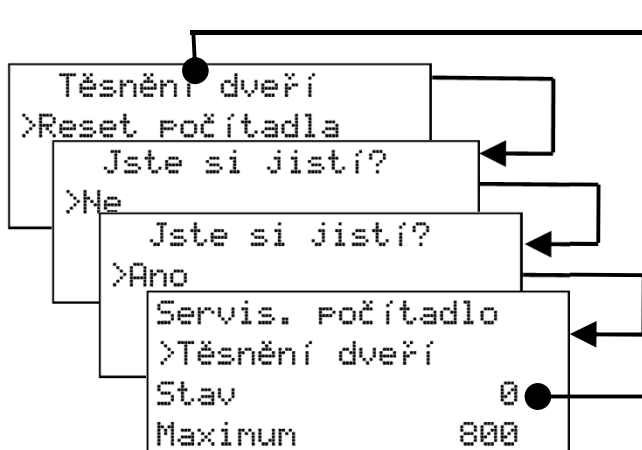 Těsnění dveří
>Reset počítadla
Jste si jistí?
>Ne
Jste si jistí?
>Ano
Servis. počítadlo
>Těsnění dveří
Stav 0
Maximun 800